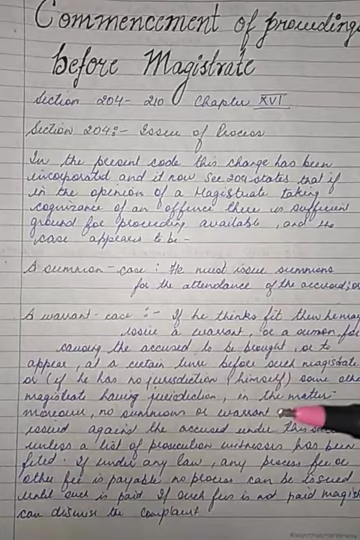 Commencement of proceedings
before Magistrate
Section 204-210 Chapter XVI
Section 204:- Issue of Process
In the present code this change has been
incorporated and it now Sec 204 states that if
in the openion of a Magistrate taking
cognizance of an offence there is sufficient
ground for proceeding available, and the
case appears to be -
A summon-case : He must issue summons
for the attendance of the accused; or
A warrant-case :- If he thinks fit then he may
issue a warrant, or a summon for
causing the accused to be brought, or to
appear, at a certain time before such magistrate
or (if he has no jurisdiction himself) some other
magistrate having jurisdiction, in the matter
moreover, no summons or warrant
issued against the accused under this
unless a list of prosecution witnesses has been
filed. If under any law, any process fee or
other fee is payable no process can be issued
until such is paid. If such fees is not paid magis
can dismiss the complaint.